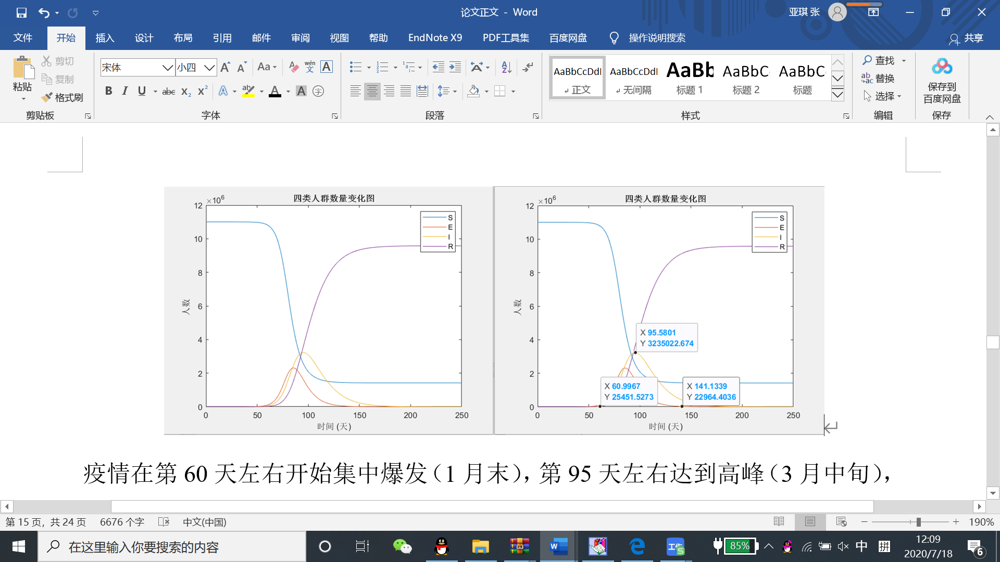 论文正文 - Word
亚琪 张
文件 开始 插入 设计 布局 引用 邮件 审阅 视图 帮助 EndNote X9 PDF工具集 百度网盘 操作说明搜索 共享
粘贴
剪切
复制
格式刷
剪贴板
宋体 小四 Aa wén 文 A
B I U abc X₂ X² A ab A A 字
字体
段落
AaBbCcDdI 正文
AaBbCcDdI 无间隔
AaBb 标题 1
AaBbC 标题 2
AaBbC 标题
样式
查找
替换
选择
编辑
保存到
百度网盘
保存
四类人群数量变化图
×10⁶
12
10
8
6
4
2
0
人数
0 50 100 150 200 250
时间 (天)
S
E
I
R
四类人群数量变化图
×10⁶
12
10
8
6
4
2
0
人数
0 50 100 150 200 250
时间 (天)
S
E
I
R
X 95.5801
Y 3235022.674
X 60.9967
Y 25451.5273
X 141.1339
Y 22964.4036
疫情在第 60 天左右开始集中爆发（1 月末），第 95 天左右达到高峰（3 月中旬），
第 15 页，共 24 页 6676 个字 中文(中国) 190%
在这里输入你要搜索的内容
85%
中 拼
12:09
2020/7/18
6